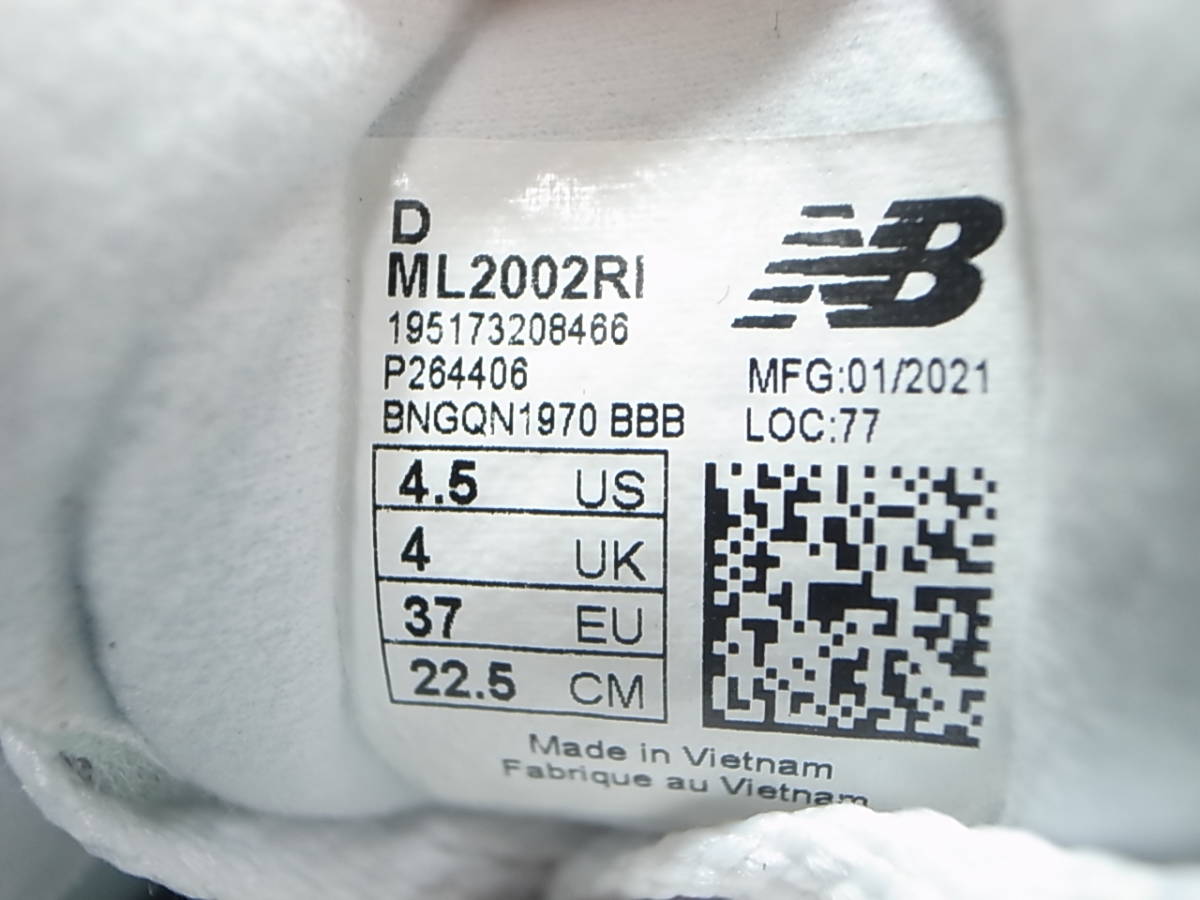 D
ML2002RI
195173208466
P264406
BNGQN1970 BBB
NB
MFG:01/2021
LOC:77
4.5 US
4 UK
37 EU
22.5 CM
Made in Vietnam
Fabrique au Vietnam